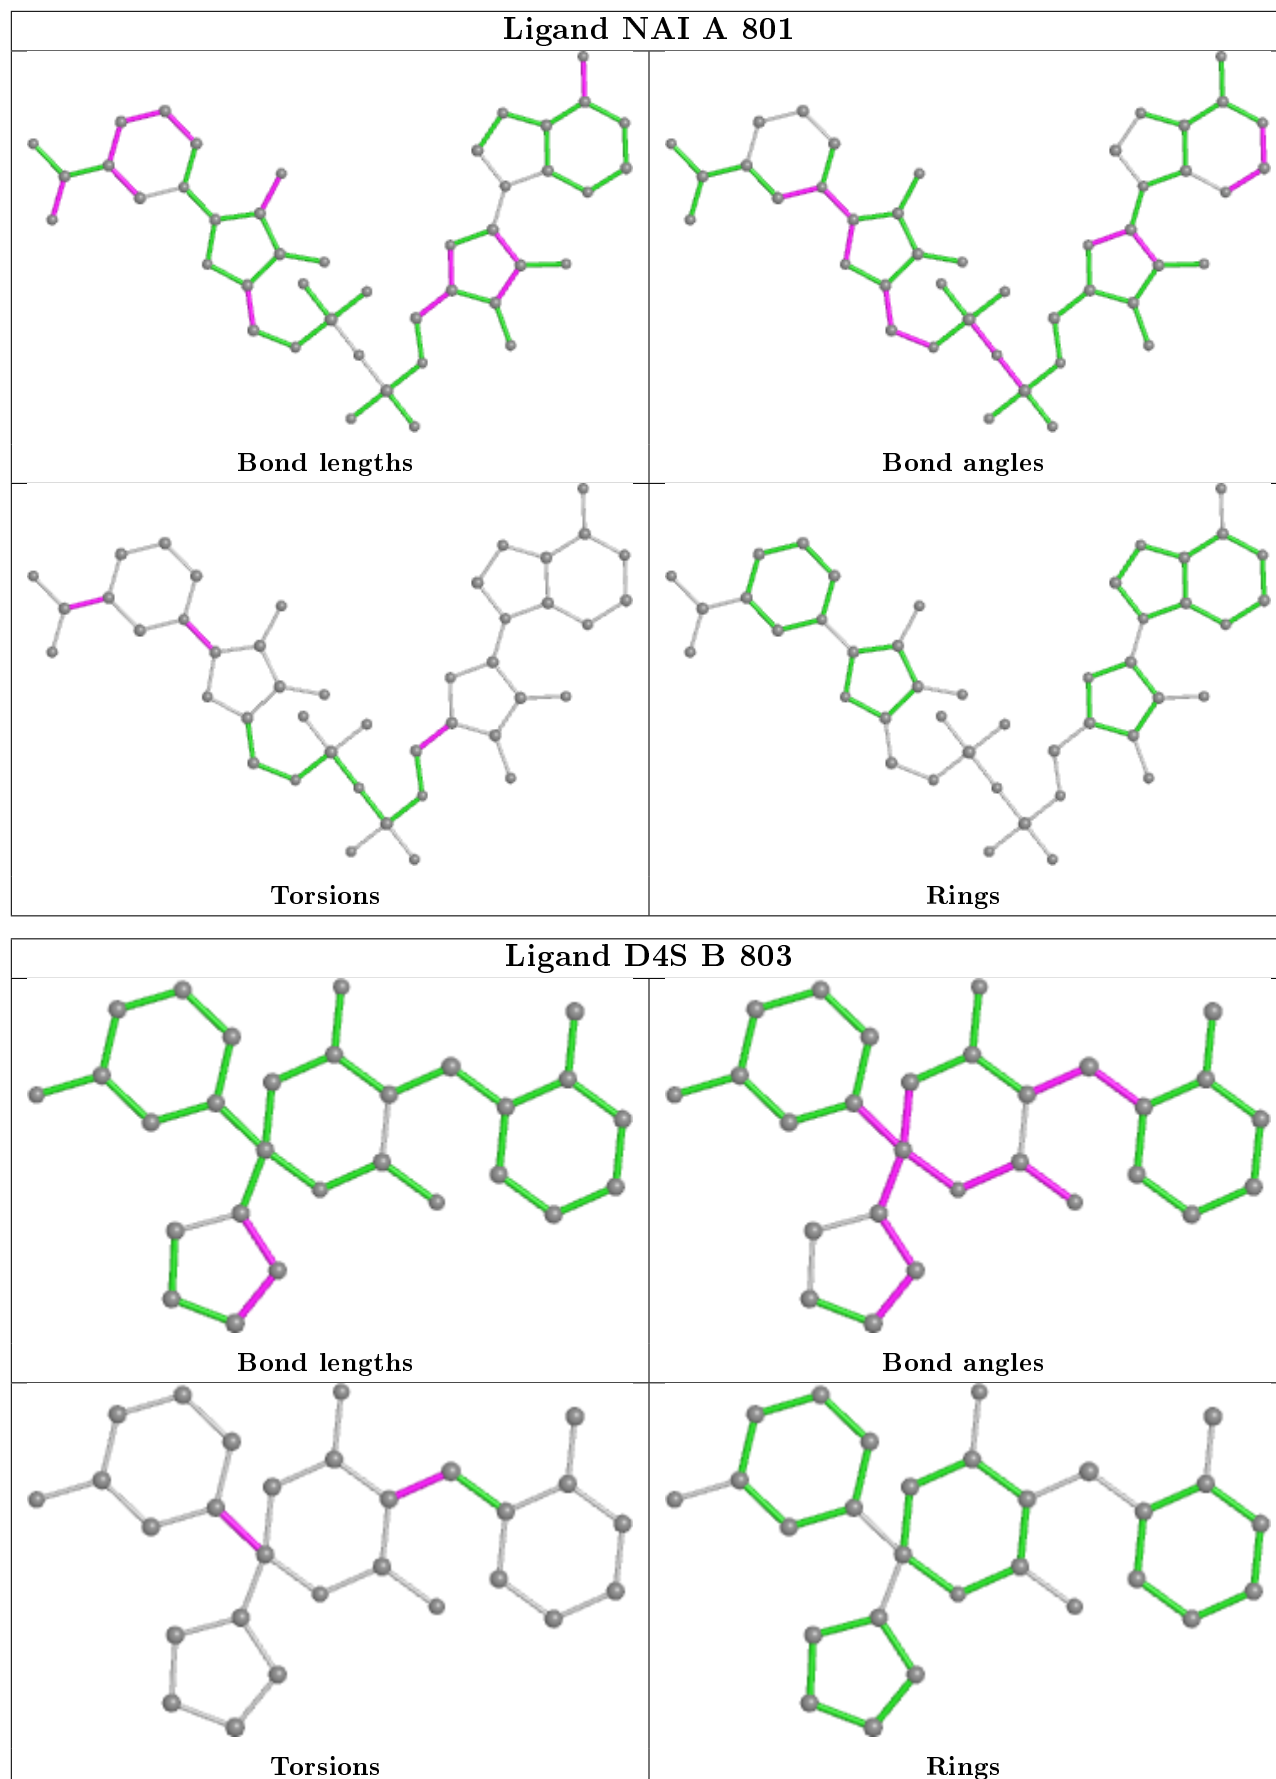 Ligand NAI A 801
Bond lengths
Bond angles
Torsions
Rings
Ligand D4S B 803
Bond lengths
Bond angles
Torsions
Rings